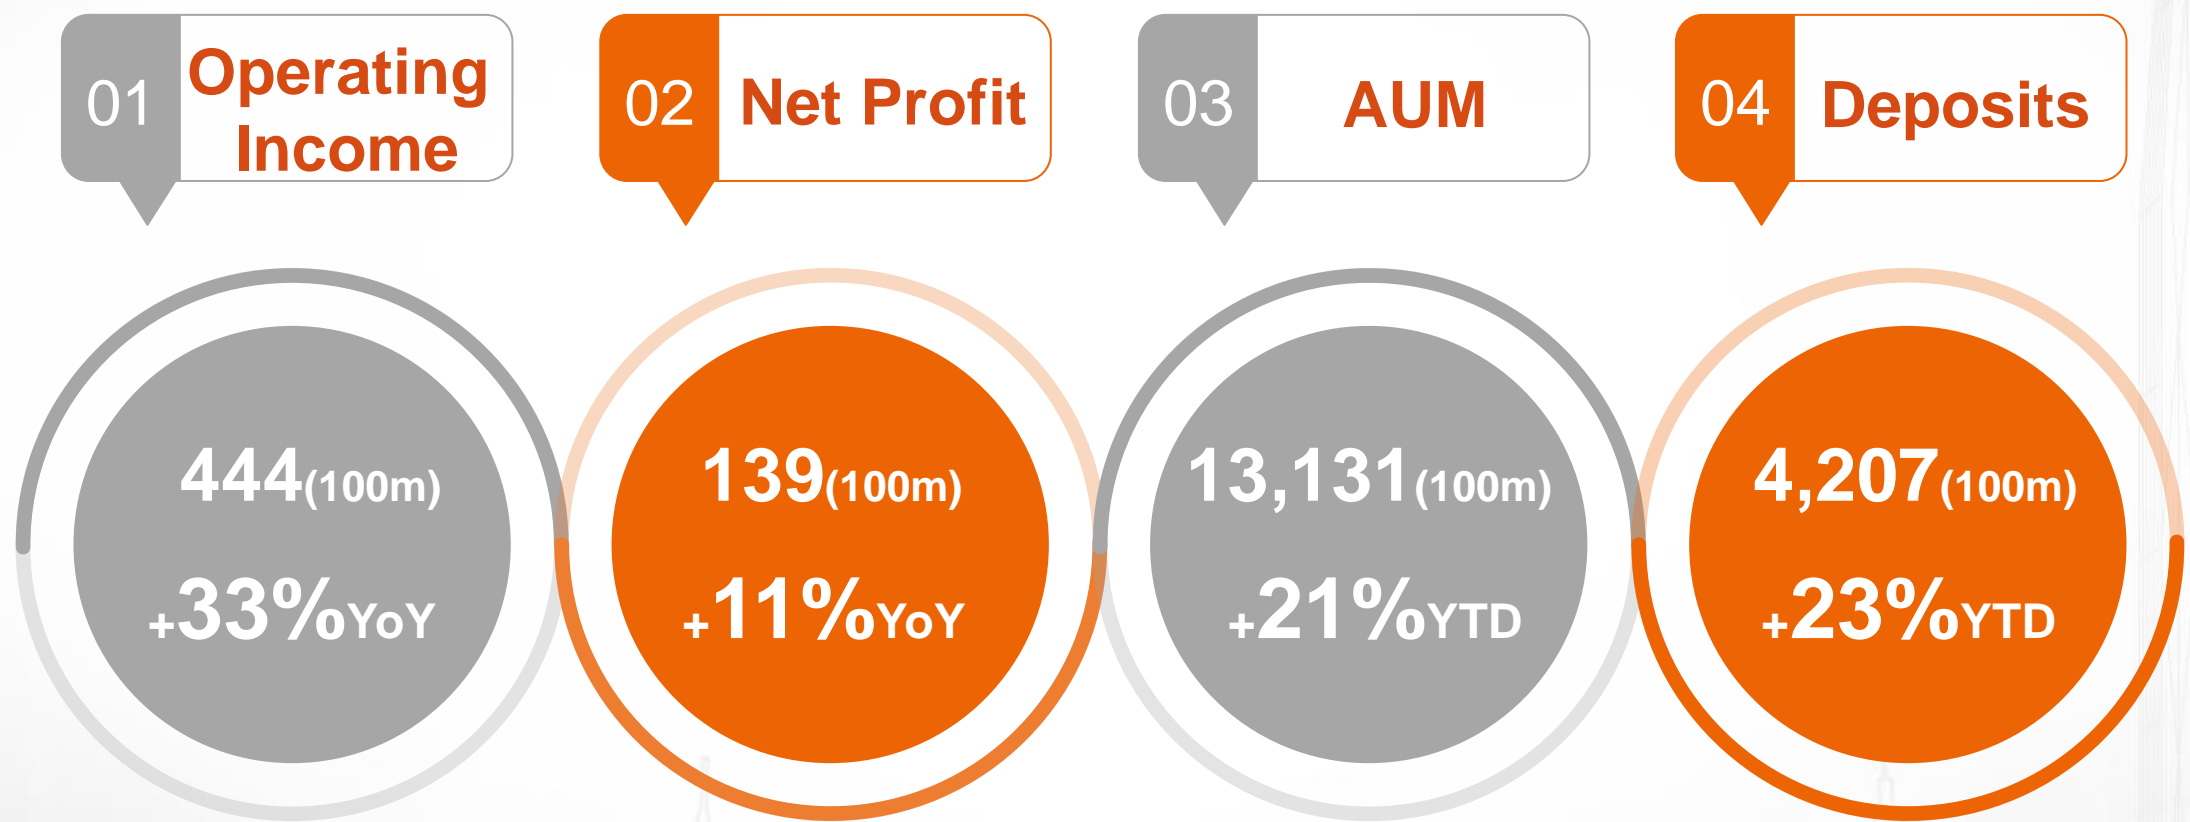 01
Operating
Income
02
Net Profit
03
AUM
04
Deposits
444(100m)
+33%YoY
139(100m)
+11%YoY
13,131(100m)
+21%YTD
4,207(100m)
+23%YTD